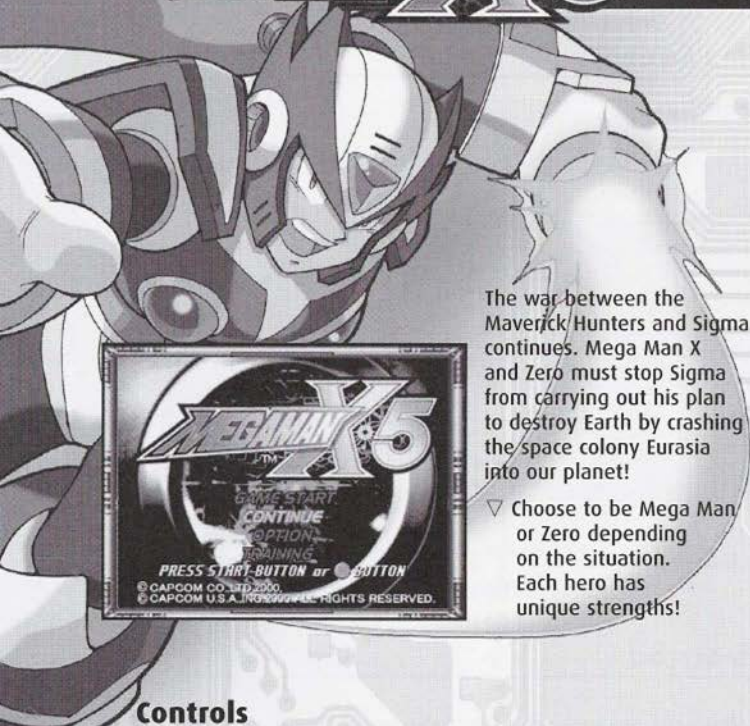 The war between the
Maverick Hunters and Sigma
continues. Mega Man X
and Zero must stop Sigma
from carrying out his plan
to destroy Earth by crashing
the space colony Eurasia
into our planet!
▽ Choose to be Mega Man
or Zero depending
on the situation.
Each hero has
unique strengths!
MEGAMAN X5
TM
GAME START
CONTINUE
OPTION
TRAINING
PRESS START-BUTTON or BUTTON
© CAPCOM CO., LTD. 2000,
© CAPCOM U.S.A., INC. 2000 ALL RIGHTS RESERVED.
Controls